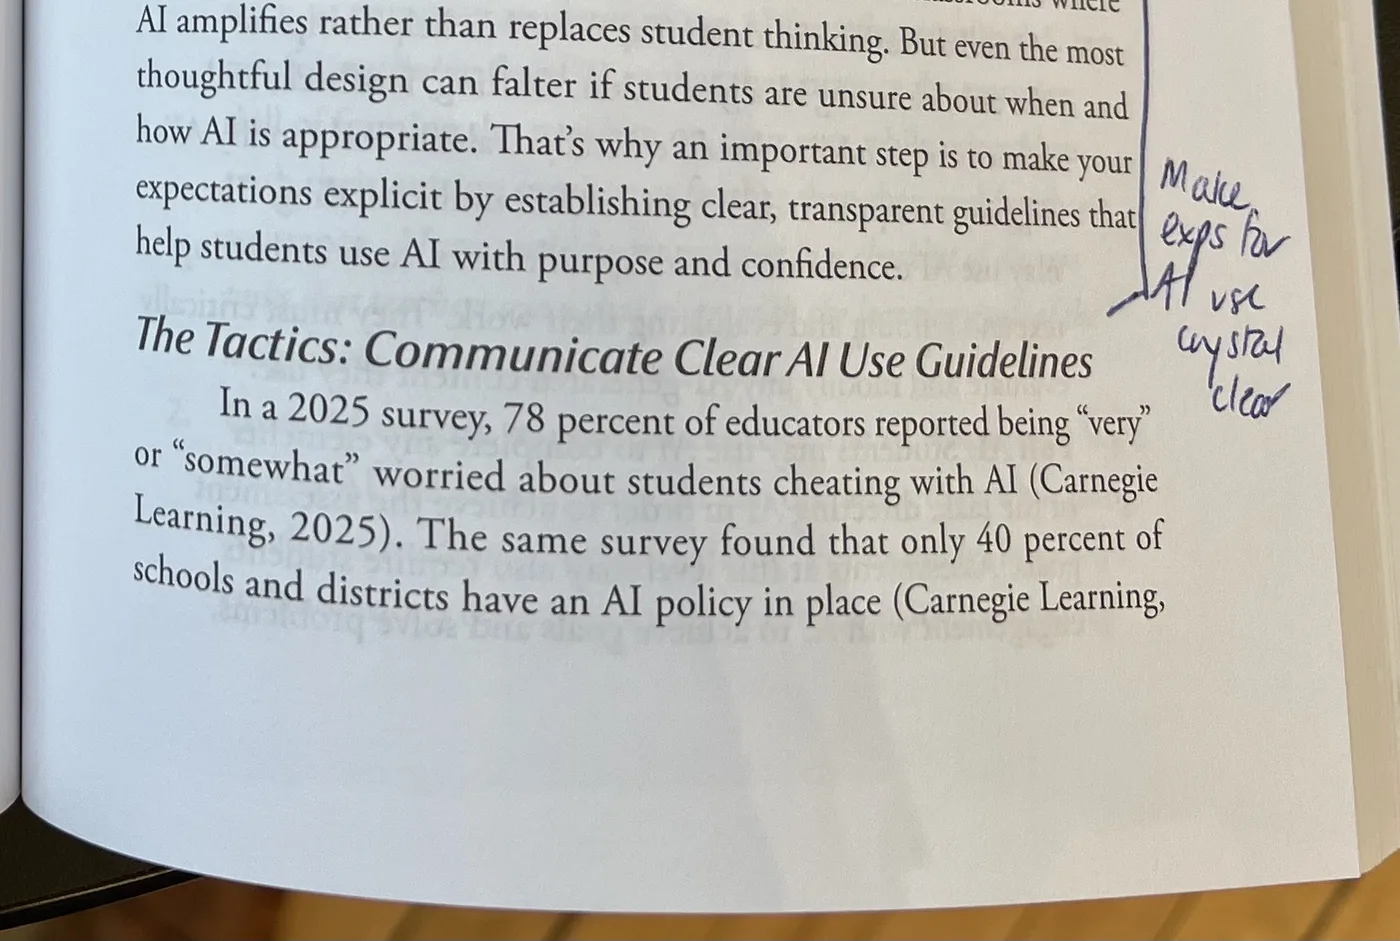 where
AI amplifies rather than replaces student thinking. But even the most
thoughtful design can falter if students are unsure about when and
how AI is appropriate. That's why an important step is to make your
expectations explicit by establishing clear, transparent guidelines that
help students use AI with purpose and confidence.
Make
exps for
AI use
crystal
clear
The Tactics: Communicate Clear AI Use Guidelines
In a 2025 survey, 78 percent of educators reported being “very”
or “somewhat” worried about students cheating with AI (Carnegie
Learning, 2025). The same survey found that only 40 percent of
schools and districts have an AI policy in place (Carnegie Learning,